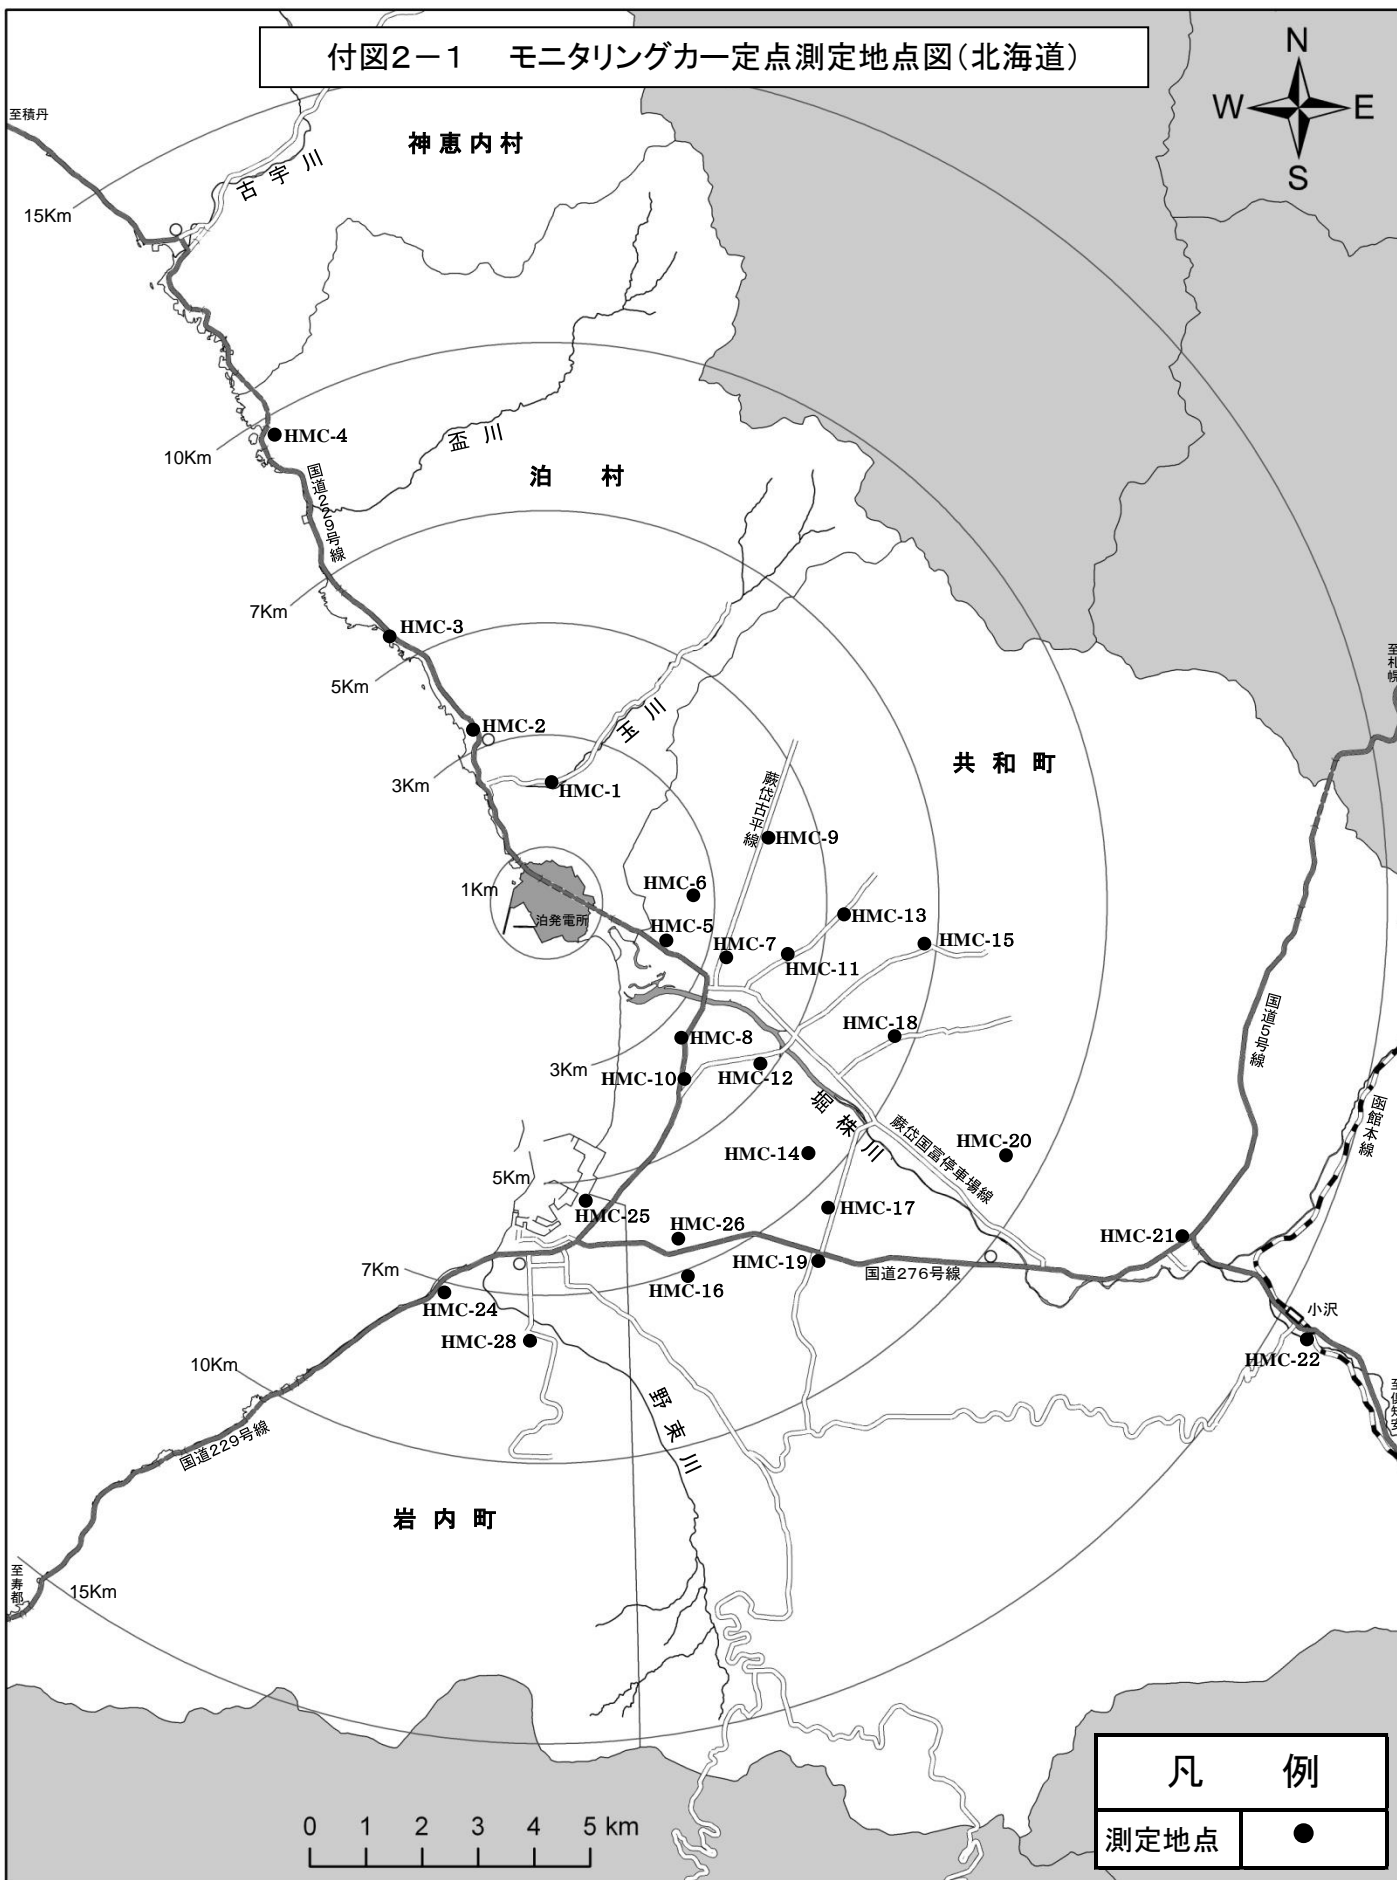 付図2-1 モニタリングカー定点測定地点図(北海道)
N
W
E
S
至積丹
神恵内村
古宇川
15Km
HMC-4
10Km
盃川
泊 村
国道229号線
7Km
HMC-3
5Km
至札幌
HMC-2
玉川
共和町
3Km
HMC-1
蕨岱古平線
HMC-9
HMC-6
1Km
泊発電所
HMC-13
HMC-5
HMC-7
HMC-15
HMC-11
国道5号線
HMC-18
HMC-8
3Km
HMC-10
HMC-12
堀株川
函館本線
蕨岱国富停車場線
HMC-20
HMC-14
5Km
HMC-25
HMC-17
HMC-26
HMC-21
HMC-19
7Km
国道276号線
HMC-16
HMC-24
小沢
HMC-28
HMC-22
10Km
至倶知安
野束川
国道229号線
岩内町
至寿都
15Km
凡 例
測定地点
0 1 2 3 4 5 km